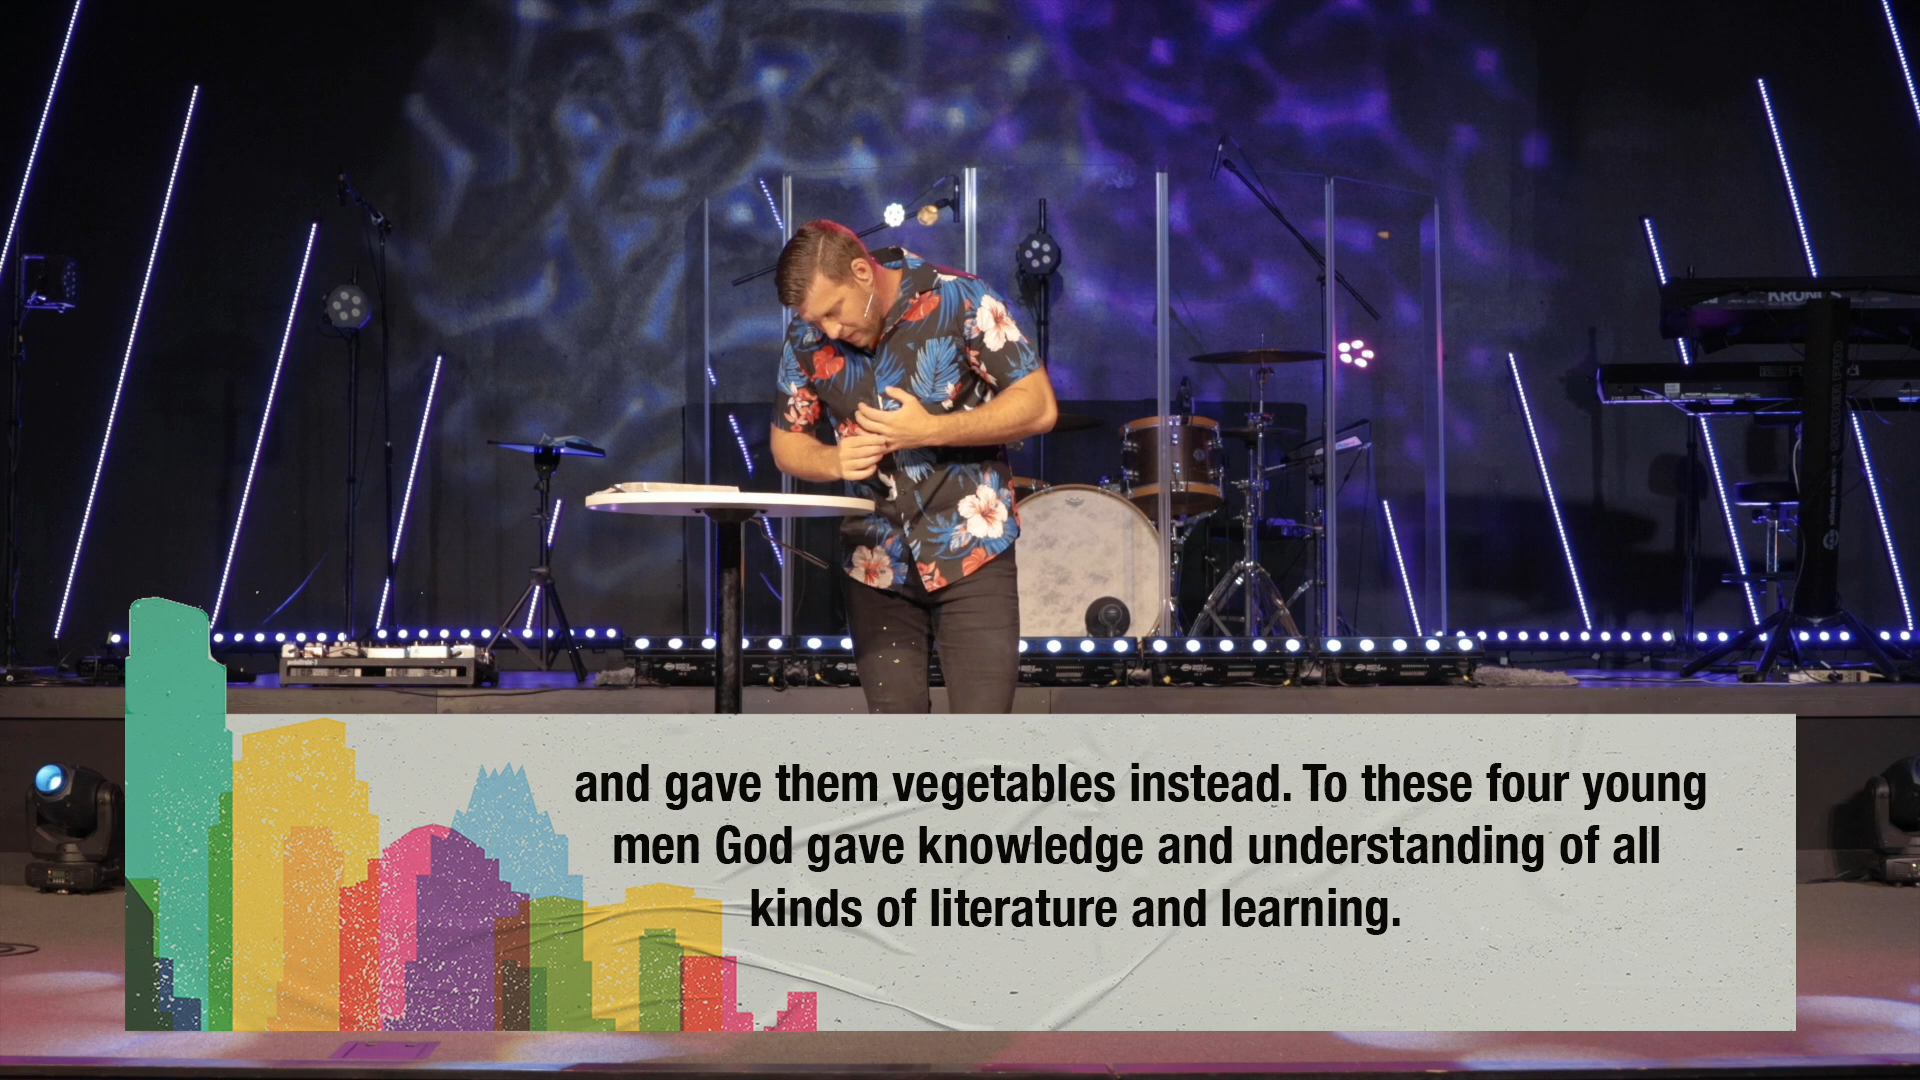 KRONOS
and gave them vegetables instead. To these four young
men God gave knowledge and understanding of all
kinds of literature and learning.